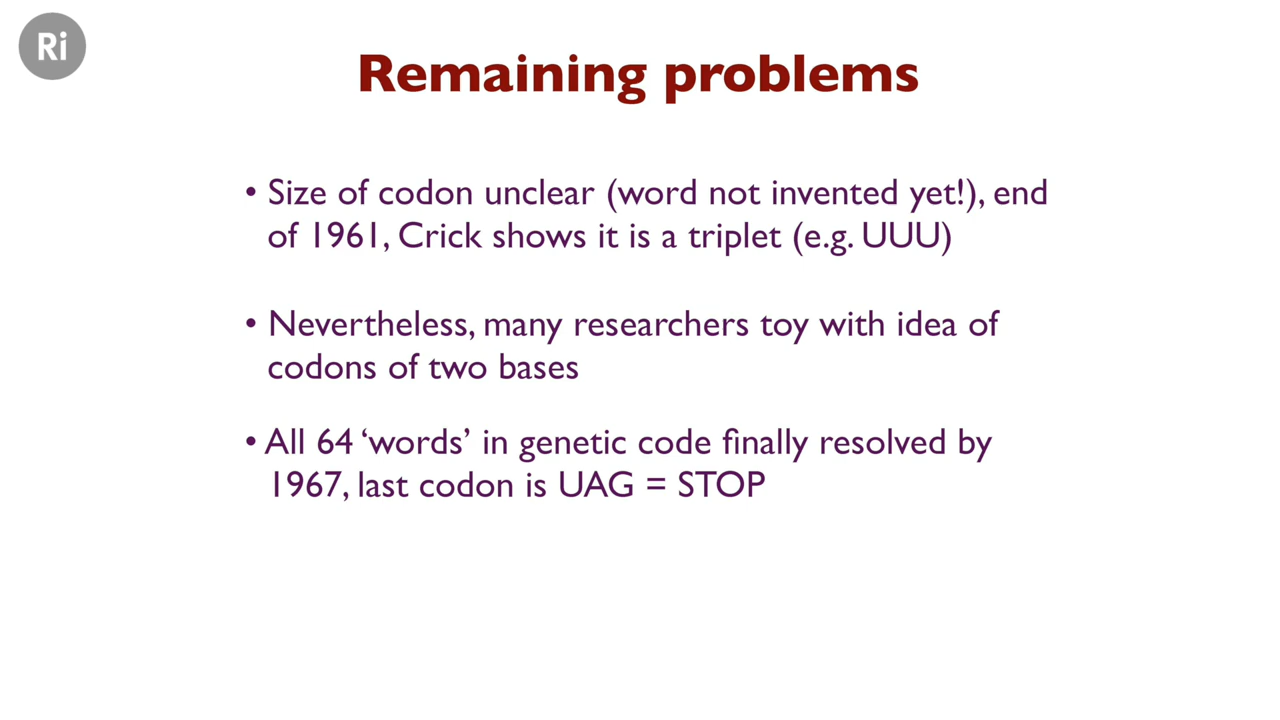 Ri
Remaining problems
• Size of codon unclear (word not invented yet!), end
of 1961, Crick shows it is a triplet (e.g. UUU)
• Nevertheless, many researchers toy with idea of
codons of two bases
• All 64 ‘words’ in genetic code finally resolved by
1967, last codon is UAG = STOP